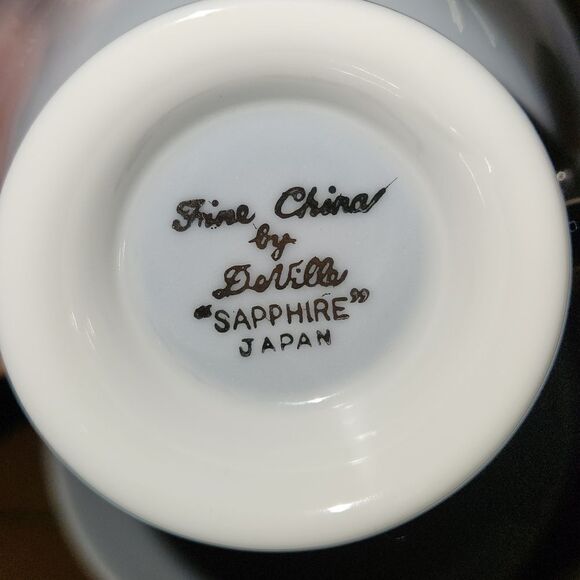 Fine China
by
DeVille
"SAPPHIRE"
JAPAN